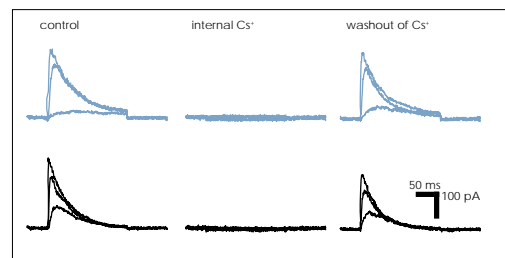 control internal Cs⁺ washout of Cs⁺
50 ms
100 pA